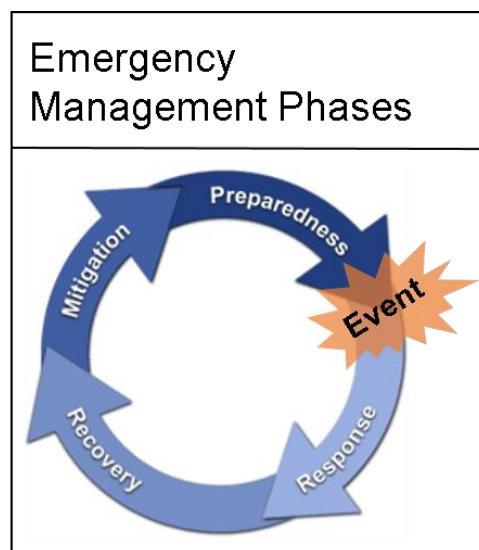 Emergency
Management Phases
Preparedness
Event
Response
Recovery
Mitigation